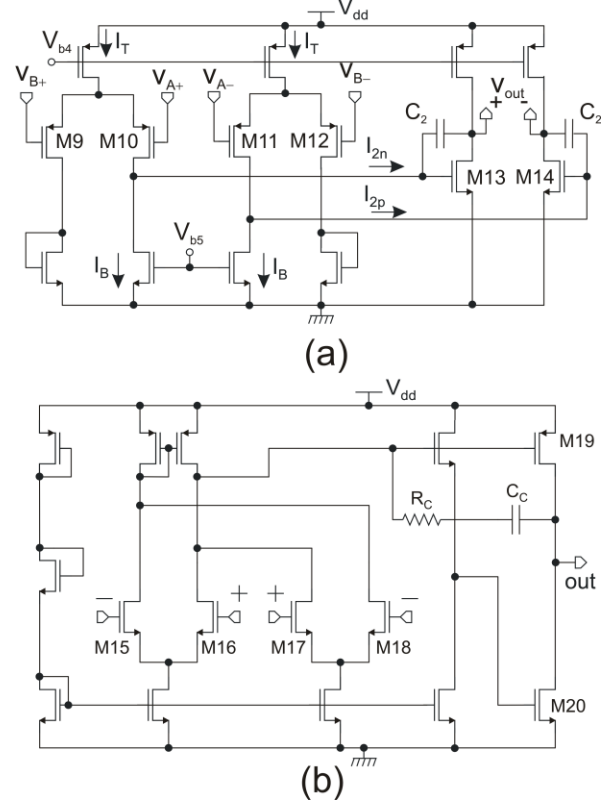 V_dd
V_b4 I_T I_T
V_B+ V_A+ V_A− V_B−
V_out
+ -
C_2 C_2
M9 M10 M11 M12
I_2n
M13 M14
I_2p
V_b5
I_B I_B
(a)
V_dd
M19
R_C C_C
out
− + + −
M15 M16 M17 M18
M20
(b)